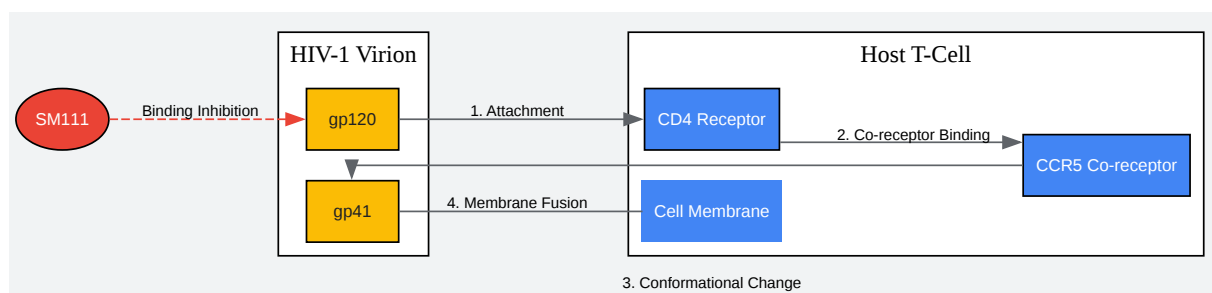 HIV-1 Virion
Host T-Cell
SM111
Binding Inhibition
gp120
1. Attachment
CD4 Receptor
2. Co-receptor Binding
CCR5 Co-receptor
gp41
4. Membrane Fusion
Cell Membrane
3. Conformational Change